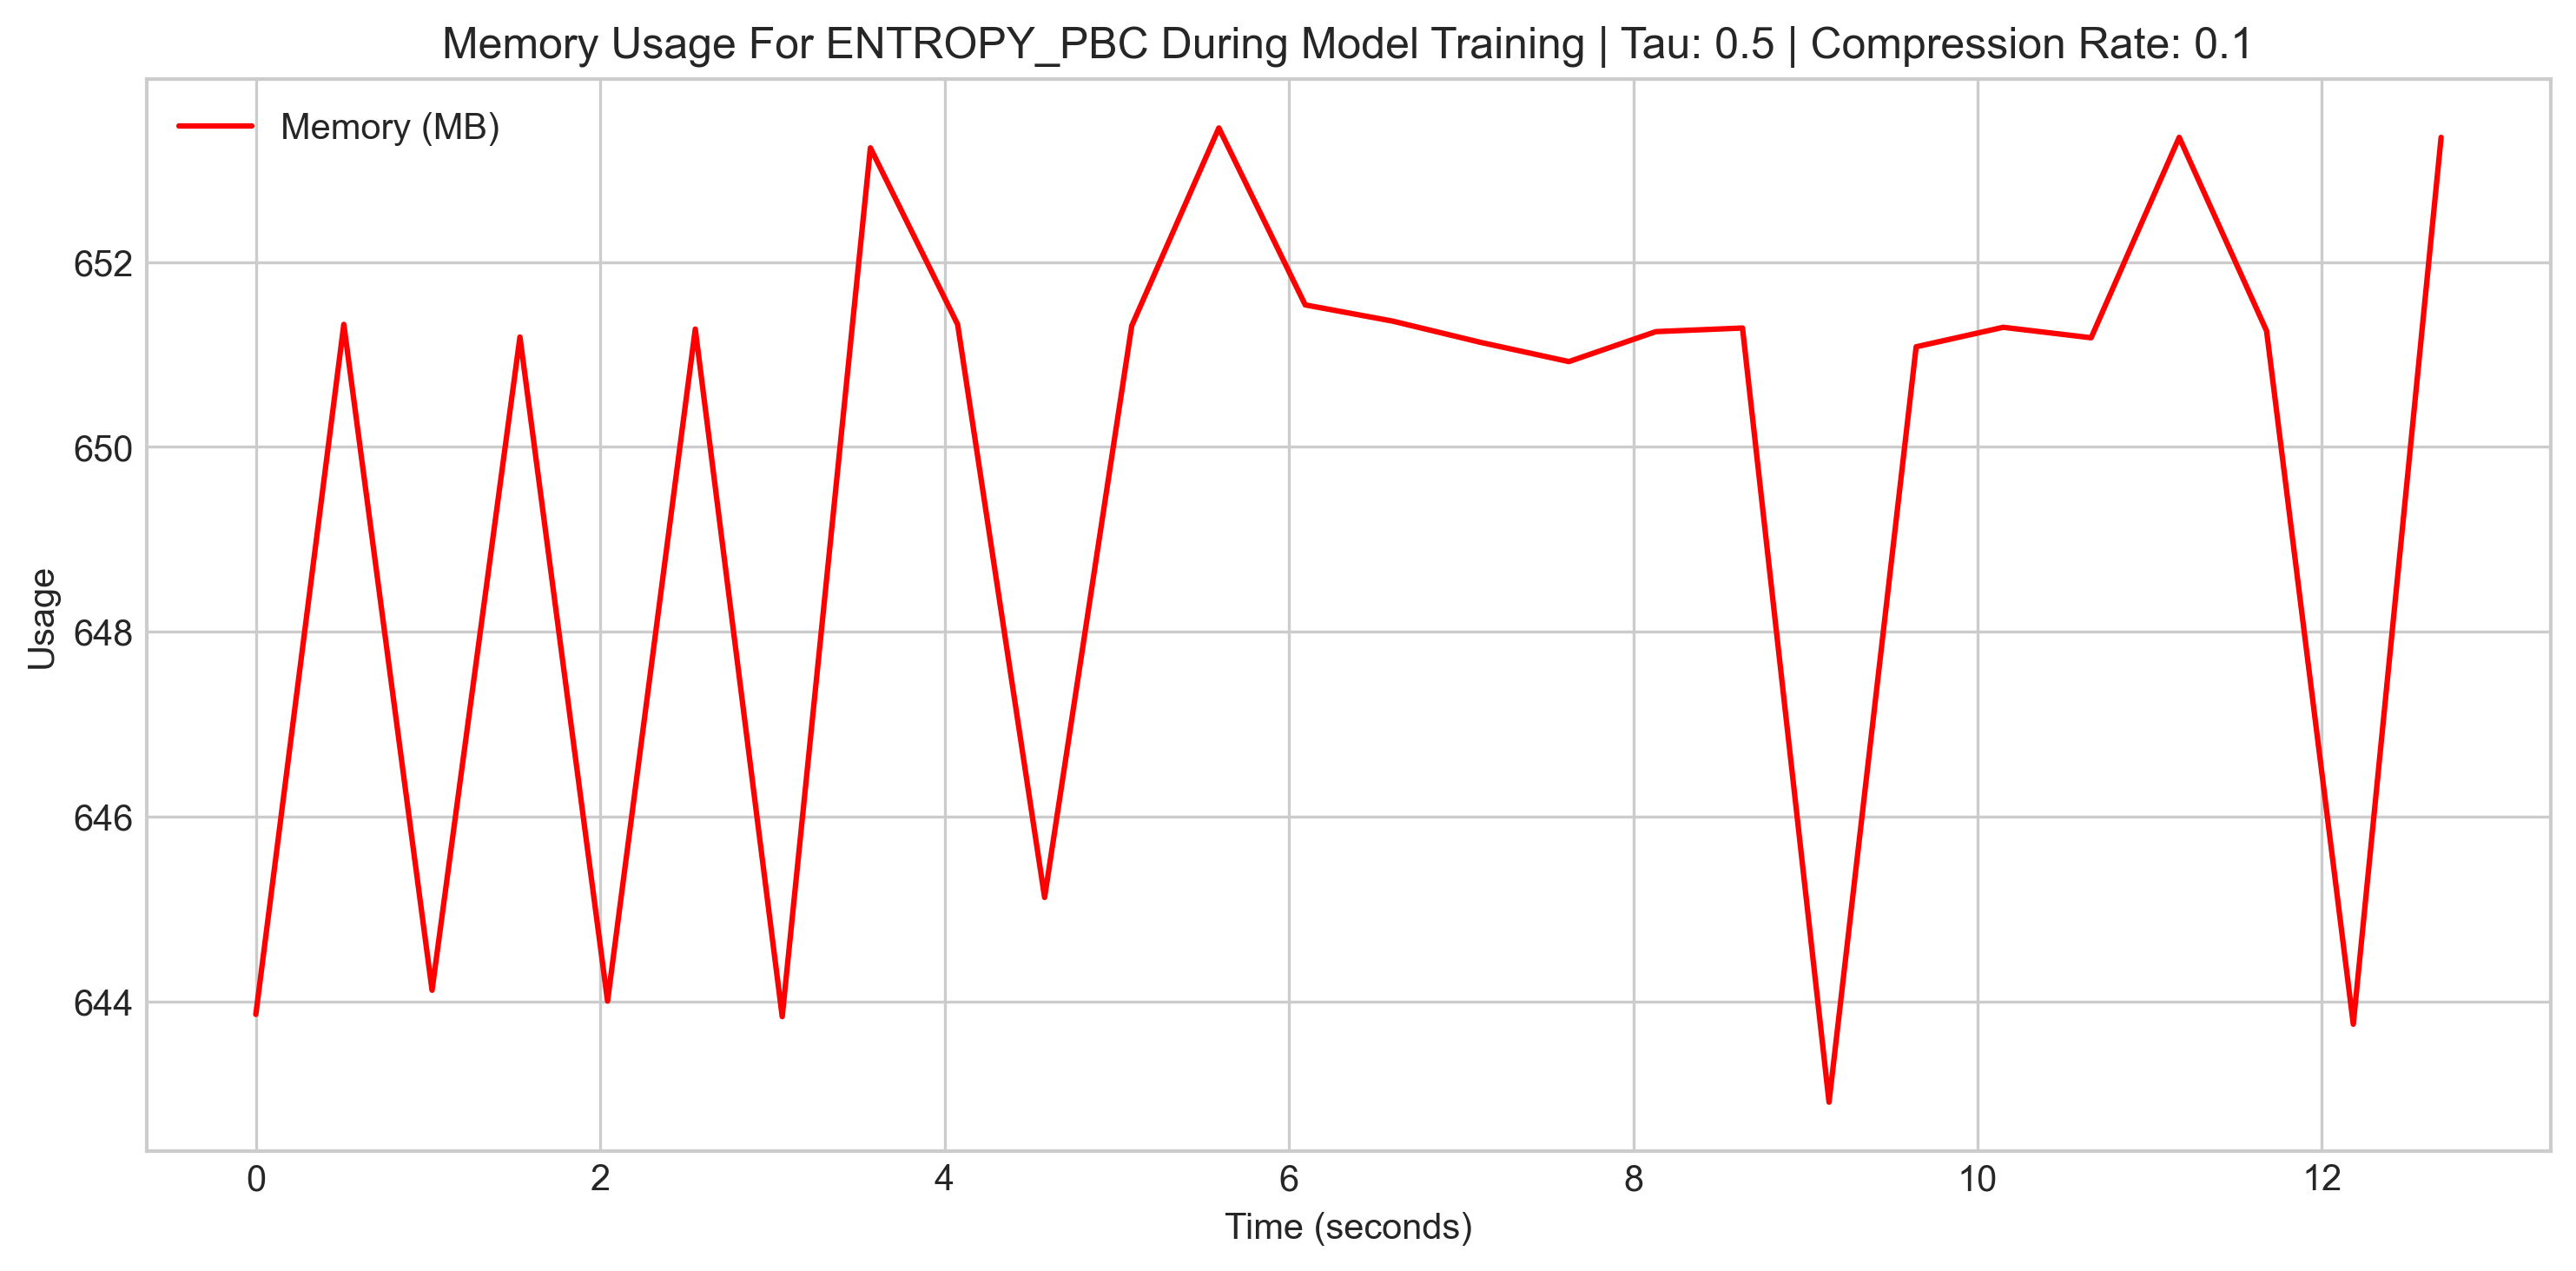 Memory Usage For ENTROPY_PBC During Model Training | Tau: 0.5 | Compression Rate: 0.1
Memory (MB)
652
650
648
646
644
Usage
0 2 4 6 8 10 12
Time (seconds)